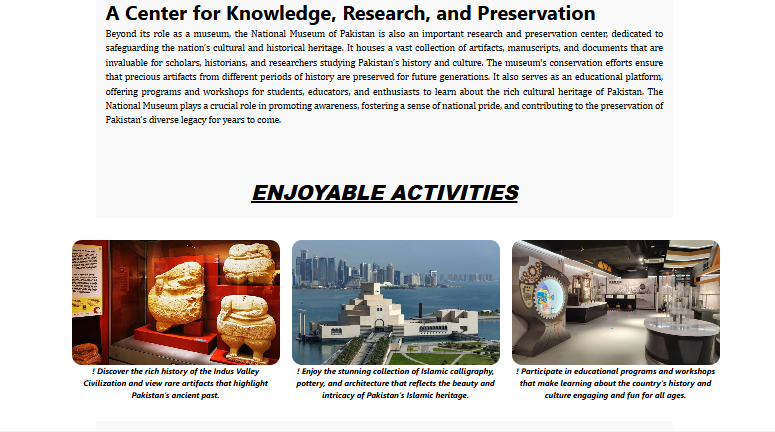 A Center for Knowledge, Research, and Preservation
Beyond its role as a museum, the National Museum of Pakistan is also an important research and preservation center, dedicated to
safeguarding the nation's cultural and historical heritage. It houses a vast collection of artifacts, manuscripts, and documents that are
invaluable for scholars, historians, and researchers studying Pakistan's history and culture. The museum's conservation efforts ensure
that precious artifacts from different periods of history are preserved for future generations. It also serves as an educational platform,
offering programs and workshops for students, educators, and enthusiasts to learn about the rich cultural heritage of Pakistan. The
National Museum plays a crucial role in promoting awareness, fostering a sense of national pride, and contributing to the preservation of
Pakistan's diverse legacy for years to come.
ENJOYABLE ACTIVITIES
! Discover the rich history of the Indus Valley
Civilization and view rare artifacts that highlight
Pakistan's ancient past.
! Enjoy the stunning collection of Islamic calligraphy,
pottery, and architecture that reflects the beauty and
intricacy of Pakistan's Islamic heritage.
! Participate in educational programs and workshops
that make learning about the country's history and
culture engaging and fun for all ages.